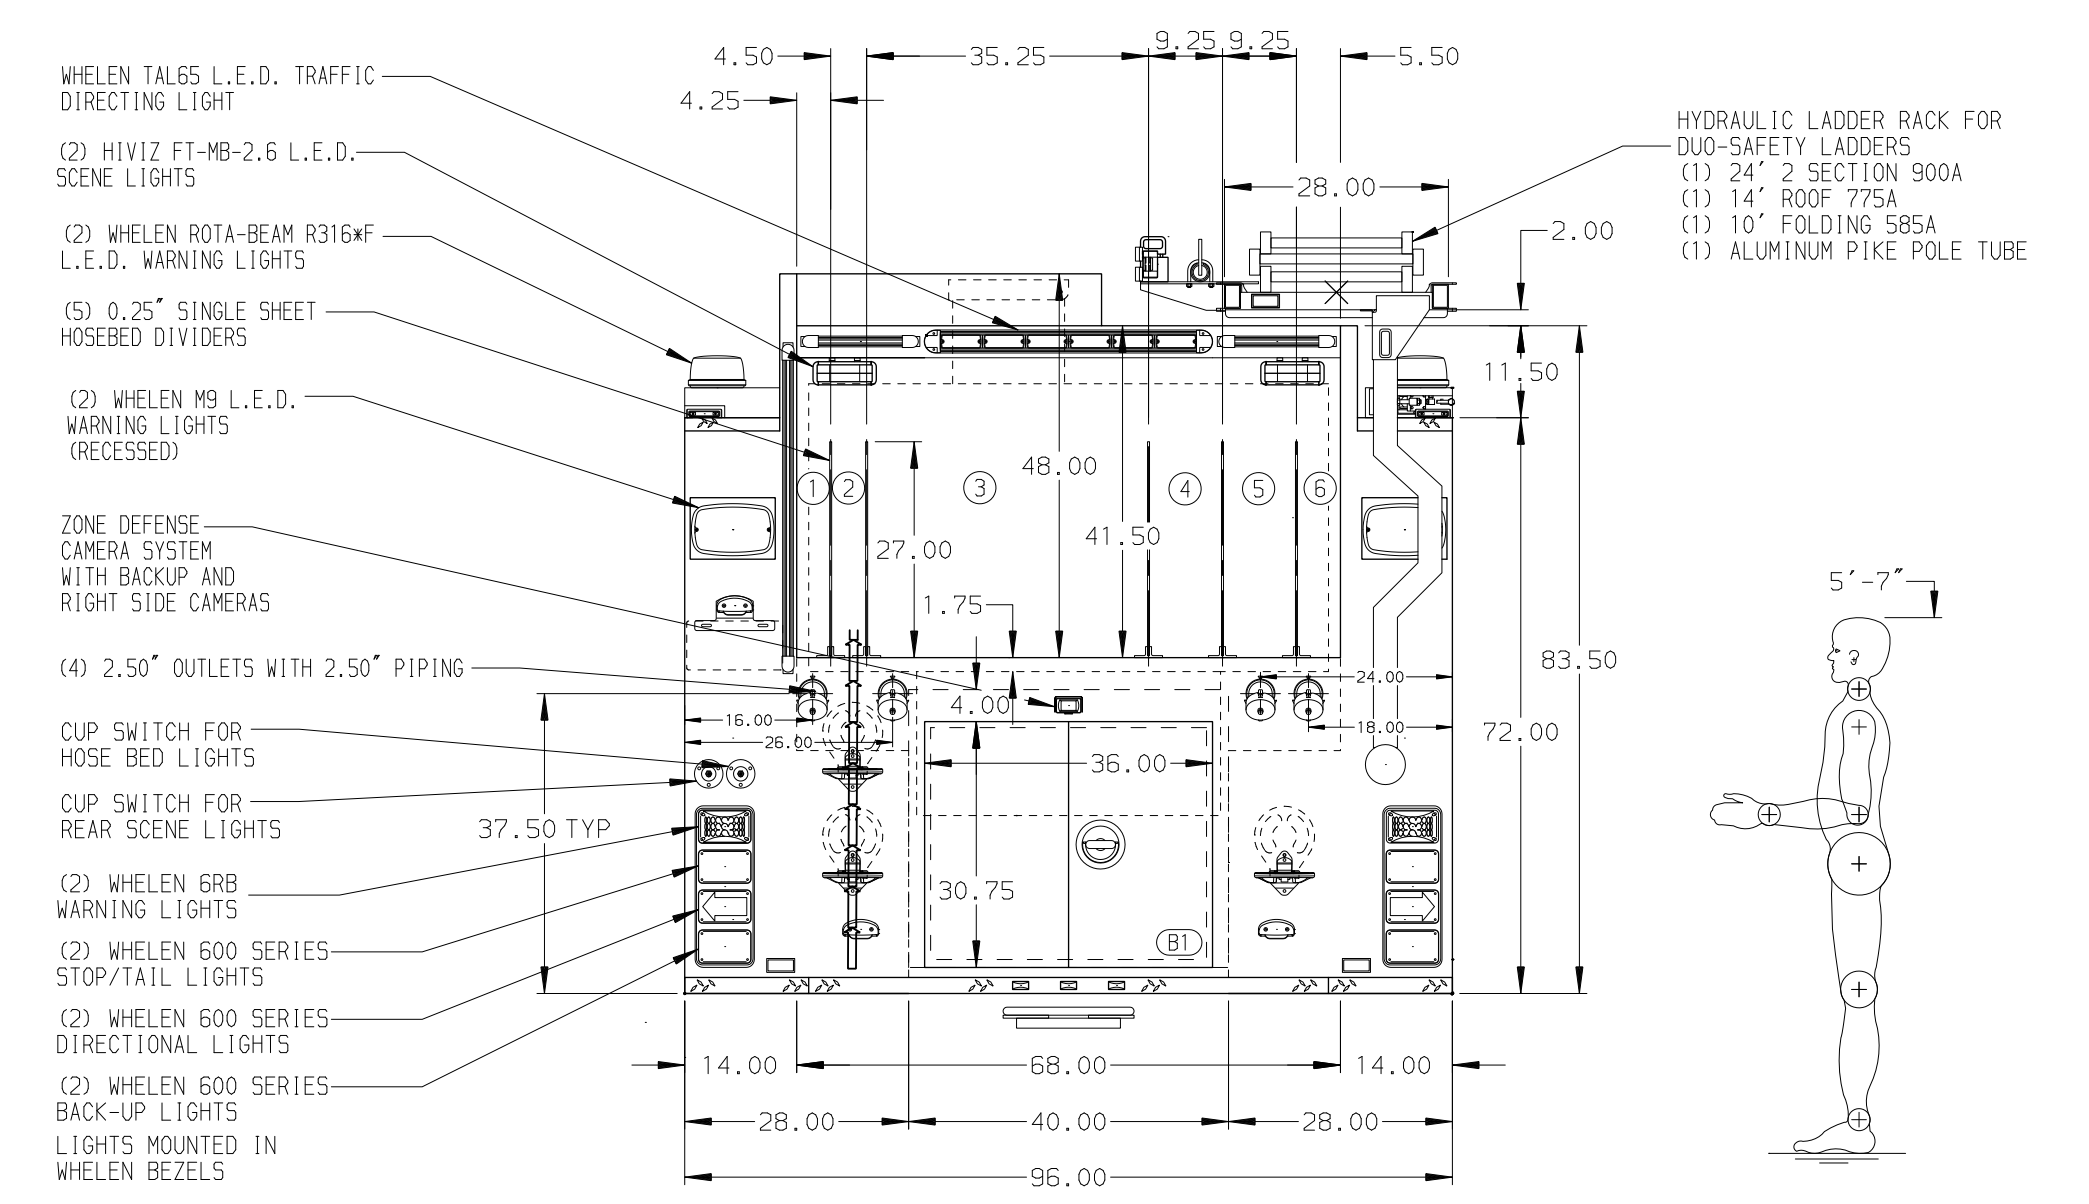 WHELEN TAL65 L.E.D. TRAFFIC
DIRECTING LIGHT
(2) HIVIZ FT-MB-2.6 L.E.D.
SCENE LIGHTS
(2) WHELEN ROTA-BEAM R316*F
L.E.D. WARNING LIGHTS
(5) 0.25" SINGLE SHEET
HOSEBED DIVIDERS
(2) WHELEN M9 L.E.D.
WARNING LIGHTS
(RECESSED)
ZONE DEFENSE
CAMERA SYSTEM
WITH BACKUP AND
RIGHT SIDE CAMERAS
(4) 2.50" OUTLETS WITH 2.50" PIPING
CUP SWITCH FOR
HOSE BED LIGHTS
CUP SWITCH FOR
REAR SCENE LIGHTS
(2) WHELEN 6RB
WARNING LIGHTS
(2) WHELEN 600 SERIES
STOP/TAIL LIGHTS
(2) WHELEN 600 SERIES
DIRECTIONAL LIGHTS
(2) WHELEN 600 SERIES
BACK-UP LIGHTS
LIGHTS MOUNTED IN
WHELEN BEZELS
4.50
35.25
9.25
9.25
5.50
4.25
28.00
2.00
11.50
48.00
1
2
3
4
5
6
41.50
27.00
1.75
83.50
24.00
4.00
16.00
18.00
72.00
26.00
36.00
37.50 TYP
30.75
B1
14.00
68.00
14.00
28.00
40.00
28.00
96.00
HYDRAULIC LADDER RACK FOR
DUO-SAFETY LADDERS
(1) 24' 2 SECTION 900A
(1) 14' ROOF 775A
(1) 10' FOLDING 585A
(1) ALUMINUM PIKE POLE TUBE
5'-7"